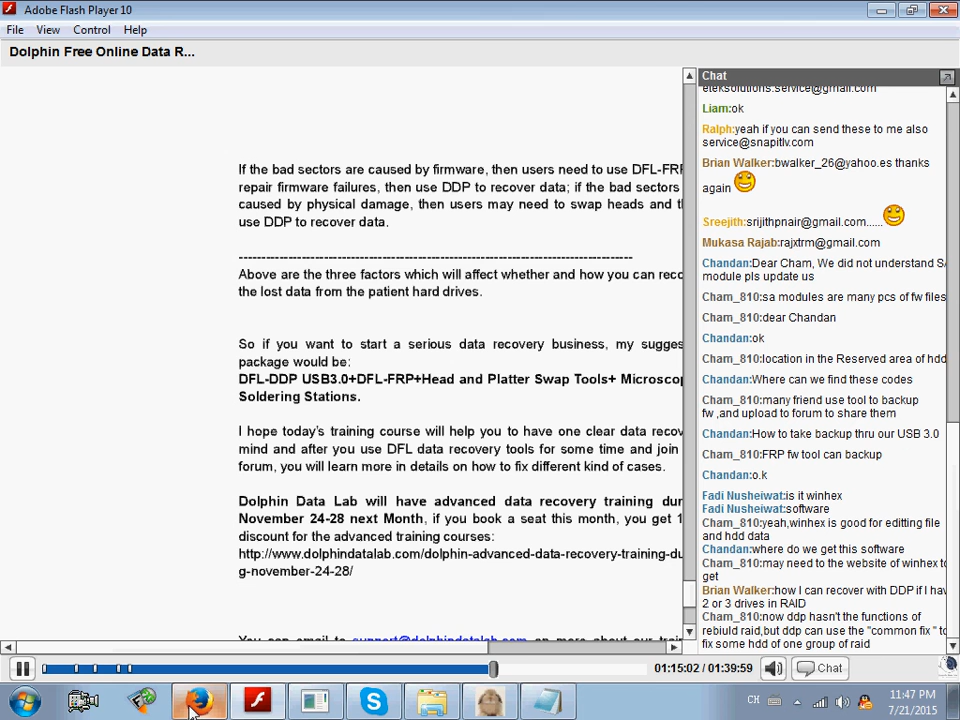 Adobe Flash Player 10
File View Control Help
Dolphin Free Online Data R...
If the bad sectors are caused by firmware, then users need to use DFL-FRP
repair firmware failures, then use DDP to recover data; if the bad sectors
caused by physical damage, then users may need to swap heads and th
use DDP to recover data.
--------------------------------------------------------------------------------------
Above are the three factors which will affect whether and how you can reco
the lost data from the patient hard drives.
So if you want to start a serious data recovery business, my sugges
package would be:
DFL-DDP USB3.0+DFL-FRP+Head and Platter Swap Tools+ Microscop
Soldering Stations.
I hope today's training course will help you to have one clear data recov
mind and after you use DFL data recovery tools for some time and join
forum, you will learn more in details on how to fix different kind of cases.
Dolphin Data Lab will have advanced data recovery training dur
November 24-28 next Month, if you book a seat this month, you get 1
discount for the advanced training courses:
http://www.dolphindatalab.com/dolphin-advanced-data-recovery-training-du
g-november-24-28/
You can email to support@dolphindatalab.com on more about our train
Chat
eteksolutions.service@gmail.com
Liam:ok
Ralph:yeah if you can send these to me also
service@snapitlv.com
Brian Walker:bwalker_26@yahoo.es thanks
again
Sreejith:srijithpnair@gmail.com......
Mukasa Rajab:rajxtrm@gmail.com
Chandan:Dear Cham, We did not understand SA
module pls update us
Cham_810:sa modules are many pcs of fw files
Cham_810:dear Chandan
Chandan:ok
Cham_810:location in the Reserved area of hdd
Chandan:Where can we find these codes
Cham_810:many friend use tool to backup
fw ,and upload to forum to share them
Chandan:How to take backup thru our USB 3.0
Cham_810:FRP fw tool can backup
Chandan:o.k
Fadi Nusheiwat:is it winhex
Fadi Nusheiwat:software
Cham_810:yeah,winhex is good for editting file
and hdd data
Chandan:where do we get this software
Cham_810:may need to the website of winhex to
get
Brian Walker:how I can recover with DDP if I hav
2 or 3 drives in RAID
Cham_810:now ddp hasn't the functions of
rebiuld raid,but ddp can use the "common fix " to
fix some hdd of one group of raid
01:15:02 / 01:39:59
Chat
CH
11:47 PM
7/21/2015